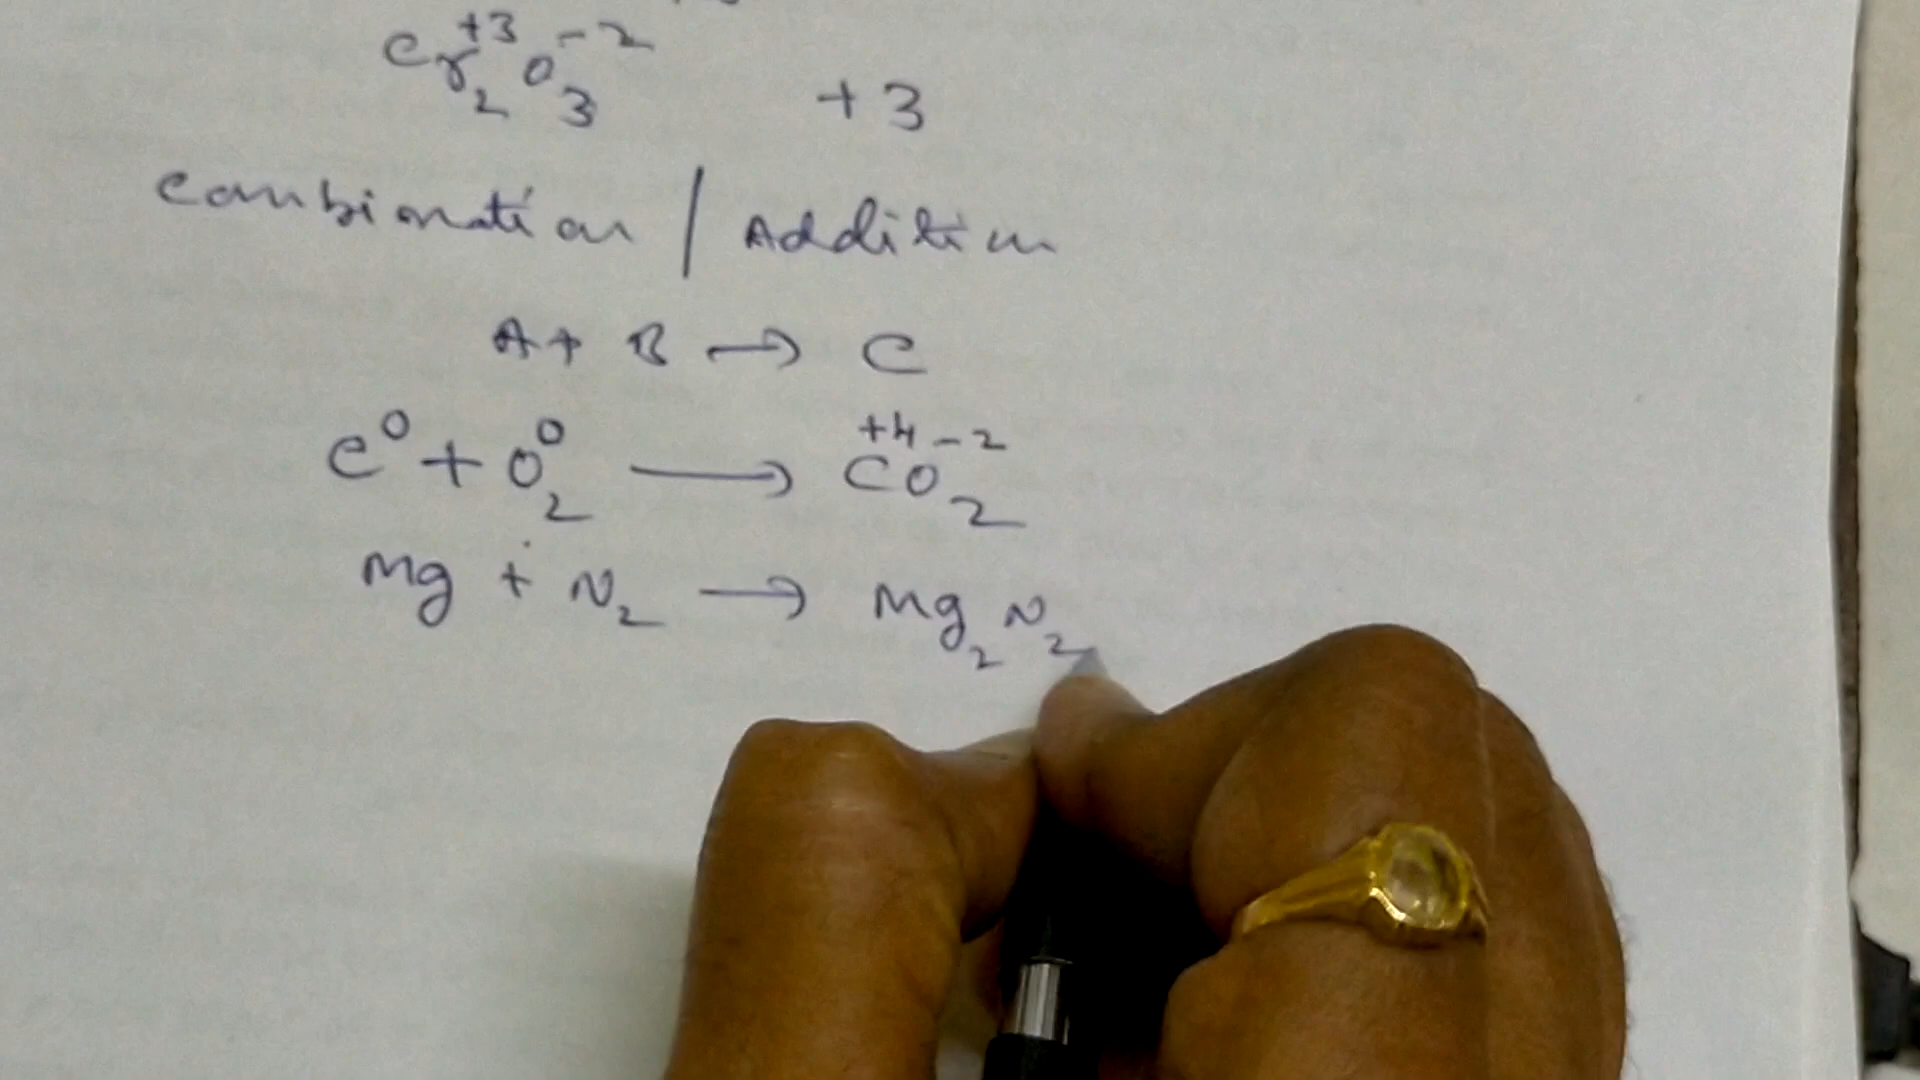 Cr₂⁺³O₃⁻² +3
Combination / Addition
A + B → C
C⁰ + O₂⁰ → C⁺⁴O₂⁻²
Mg + N₂ → Mg₂N₂